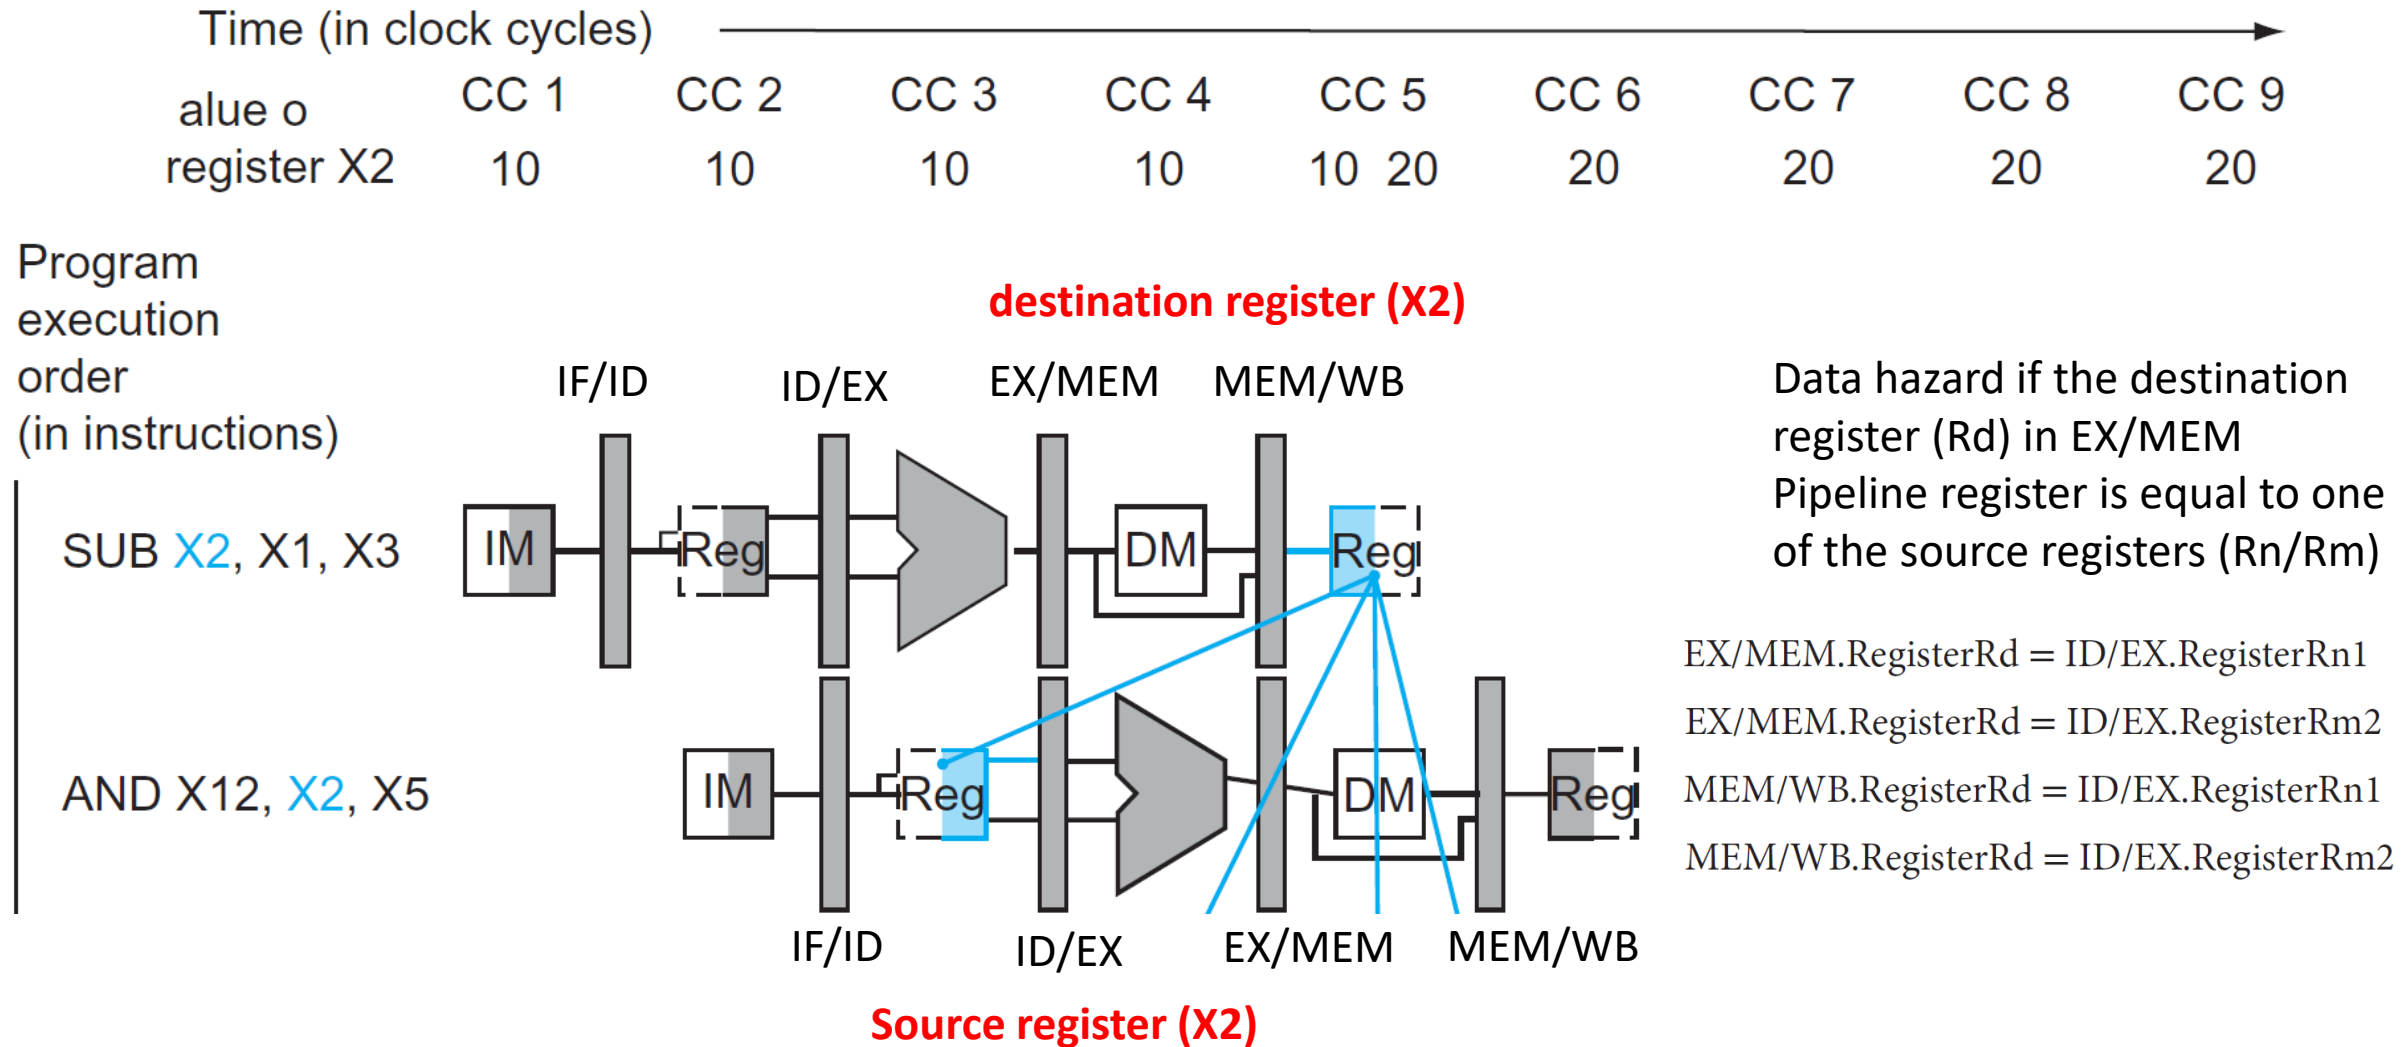 Time (in clock cycles)
CC 1 CC 2 CC 3 CC 4 CC 5 CC 6 CC 7 CC 8 CC 9
alue o
register X2 10 10 10 10 10 20 20 20 20 20
Program
execution
order
(in instructions)
destination register (X2)
IF/ID ID/EX EX/MEM MEM/WB
Data hazard if the destination
register (Rd) in EX/MEM
Pipeline register is equal to one
of the source registers (Rn/Rm)
SUB X2, X1, X3
IM Reg DM Reg
EX/MEM.RegisterRd = ID/EX.RegisterRn1
EX/MEM.RegisterRd = ID/EX.RegisterRm2
MEM/WB.RegisterRd = ID/EX.RegisterRn1
MEM/WB.RegisterRd = ID/EX.RegisterRm2
AND X12, X2, X5
IM Reg DM Reg
IF/ID ID/EX EX/MEM MEM/WB
Source register (X2)